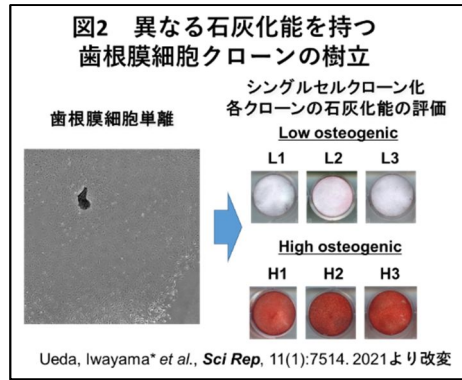 図2　異なる石灰化能を持つ
歯根膜細胞クローンの樹立
歯根膜細胞単離
シングルセルクローン化
各クローンの石灰化能の評価
Low osteogenic
L1 L2 L3
High osteogenic
H1 H2 H3
Ueda, Iwayama* et al., Sci Rep, 11(1):7514. 2021より改変